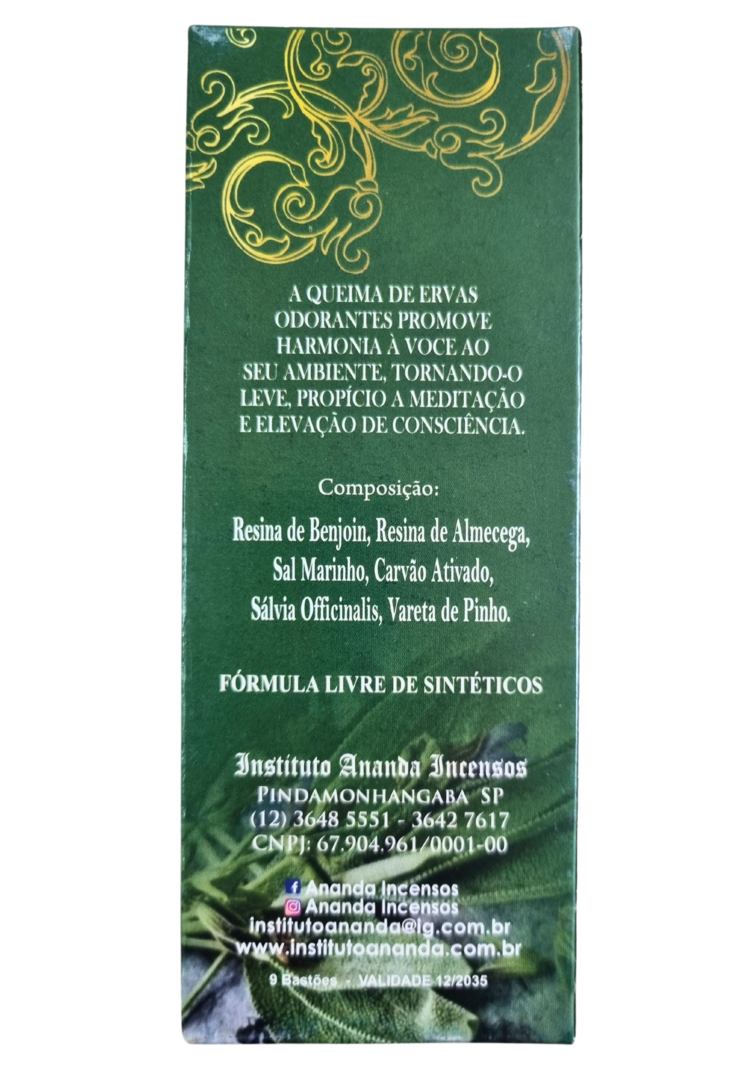 A QUEIMA DE ERVAS
ODORANTES PROMOVE
HARMONIA À VOCE AO
SEU AMBIENTE, TORNANDO-O
LEVE, PROPÍCIO A MEDITAÇÃO
E ELEVAÇÃO DE CONSCIÊNCIA.
Composição:
Resina de Benjoin, Resina de Almecega,
Sal Marinho, Carvão Ativado,
Sálvia Officinalis, Vareta de Pinho.
FÓRMULA LIVRE DE SINTÉTICOS
Instituto Ananda Incensos
PINDAMONHANGABA SP
(12) 3648 5551 - 3642 7617
CNPJ: 67.904.961/0001-00
Ananda Incensos
Ananda Incensos
institutoananda@ig.com.br
www.institutoananda.com.br
9 Bastões - VALIDADE 12/2035